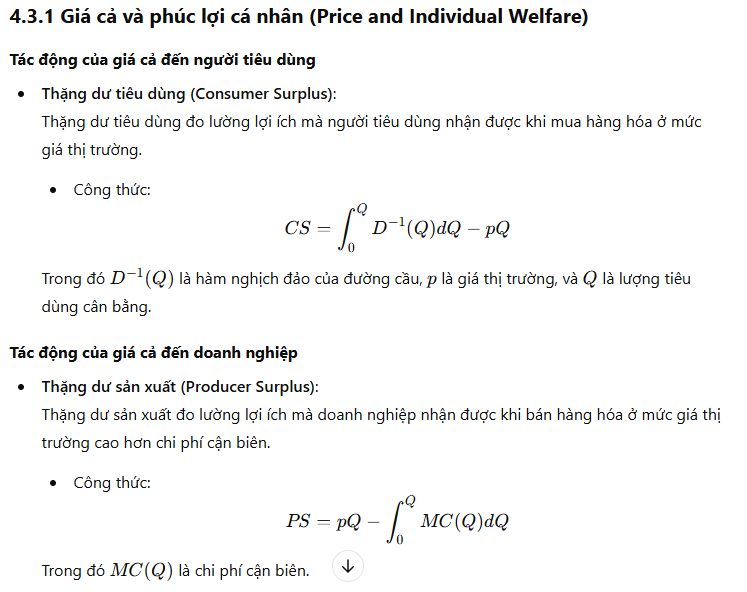 4.3.1 Giá cả và phúc lợi cá nhân (Price and Individual Welfare)
Tác động của giá cả đến người tiêu dùng
• Thặng dư tiêu dùng (Consumer Surplus):
Thặng dư tiêu dùng đo lường lợi ích mà người tiêu dùng nhận được khi mua hàng hóa ở mức
giá thị trường.
• Công thức:
$CS = \int_0^Q D^{-1}(Q)dQ - pQ$
Trong đó $D^{-1}(Q)$ là hàm nghịch đảo của đường cầu, $p$ là giá thị trường, và $Q$ là lượng tiêu
dùng cân bằng.
Tác động của giá cả đến doanh nghiệp
• Thặng dư sản xuất (Producer Surplus):
Thặng dư sản xuất đo lường lợi ích mà doanh nghiệp nhận được khi bán hàng hóa ở mức giá thị
trường cao hơn chi phí cận biên.
• Công thức:
$PS = pQ - \int_0^Q MC(Q)dQ$
Trong đó $MC(Q)$ là chi phí cận biên.